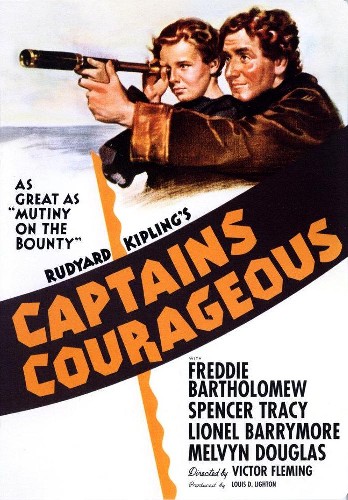 AS
GREAT AS
"MUTINY
ON THE
BOUNTY"
RUDYARD KIPLING'S
CAPTAINS
COURAGEOUS
WITH
FREDDIE
BARTHOLOMEW
SPENCER TRACY
LIONEL BARRYMORE
MELVYN DOUGLAS
Directed by VICTOR FLEMING
Produced by LOUIS D. LIGHTON